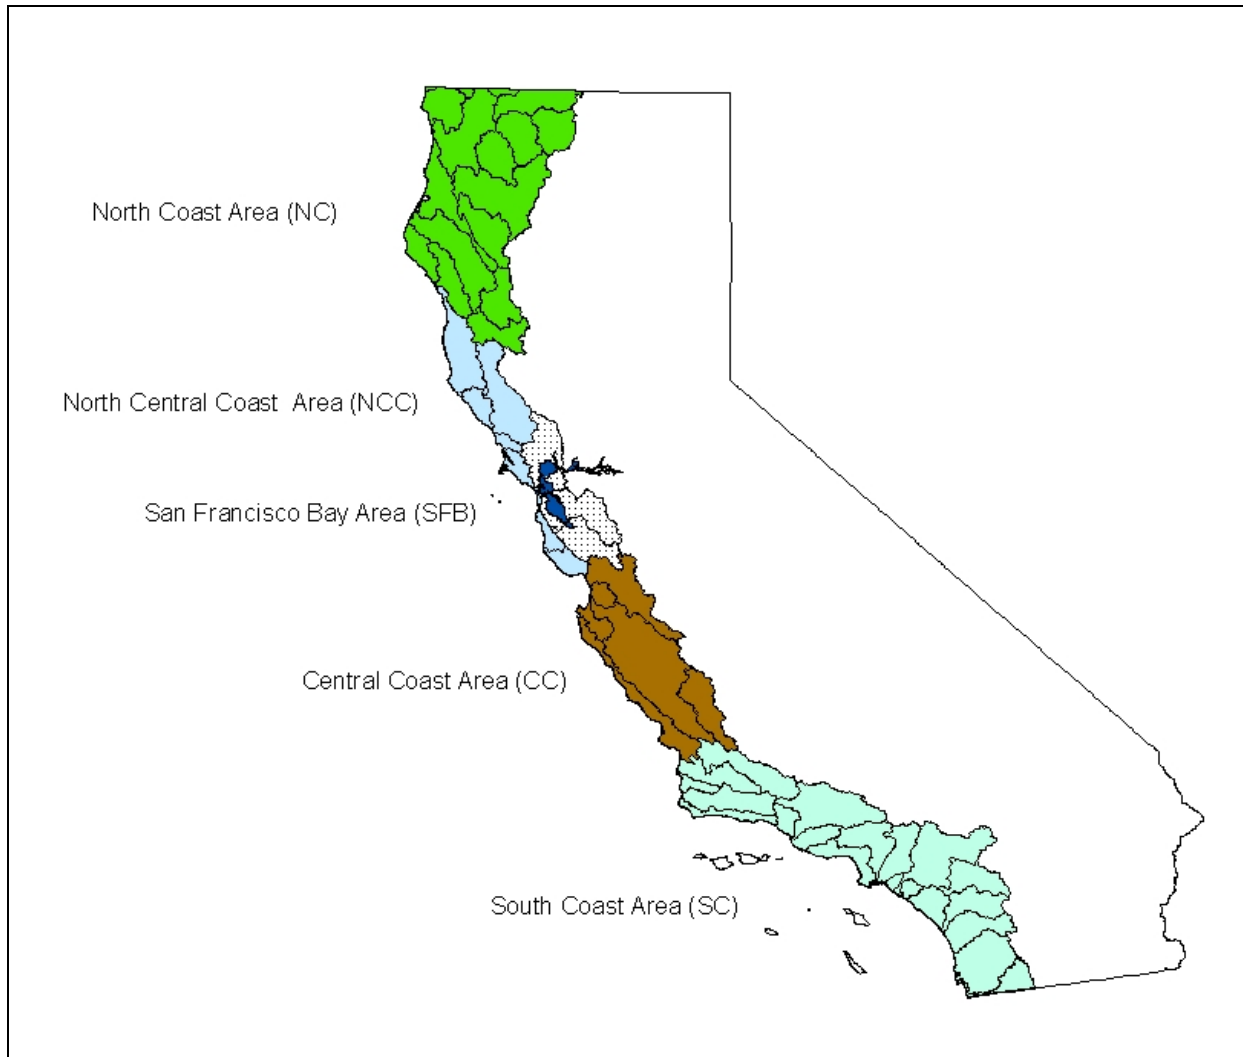 North Coast Area (NC)
North Central Coast  Area (NCC)
San Francisco Bay Area (SFB)
Central Coast Area (CC)
South Coast Area (SC)